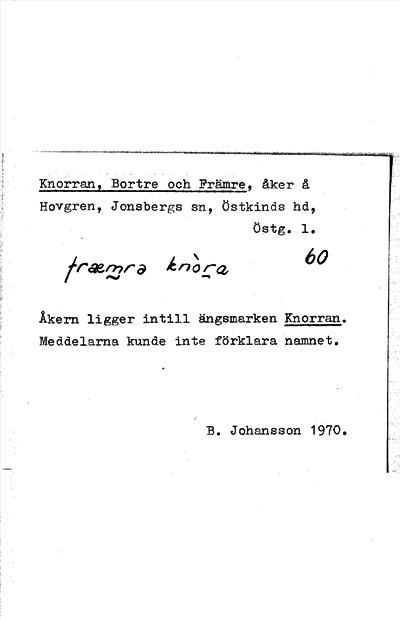 Knorran, Bortre och Främre, åker å
Hovgren, Jonsbergs sn, Östkinds hd,
Östg. l.
fræmrə knòra 60
Åkern ligger intill ängsmarken Knorran.
Meddelarna kunde inte förklara namnet.
B. Johansson 1970.